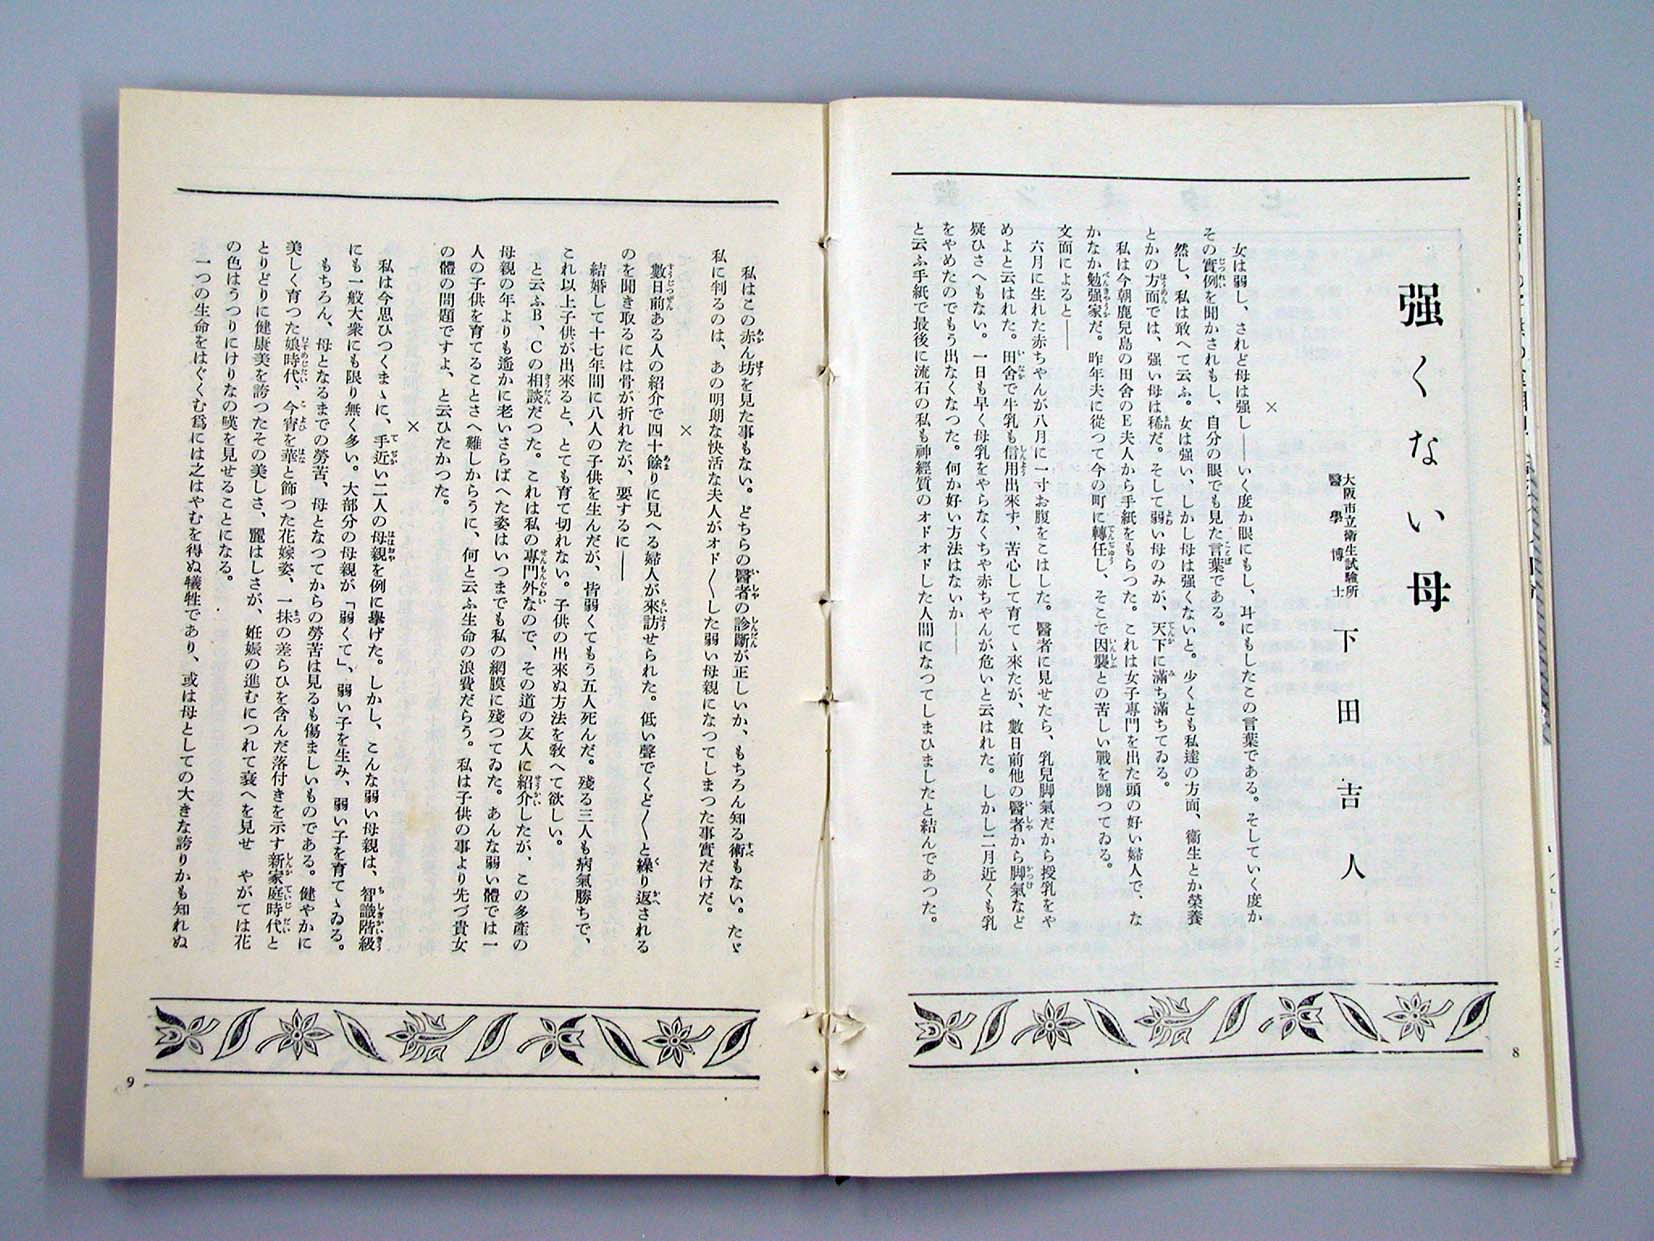 強くない母
大阪市立衛生試驗所
醫學博士
下田吉人
×
女は弱し、されど母は强し――いく度か眼にもし、耳にもしたこの言葉である。そしていく度か
その實例を聞かされもし、自分の眼でも見た言葉である。
然し、私は敢へて云ふ。女は强い、しかし母は强くないと。少くとも私達の方面、衞生とか榮養
とかの方面では、强い母は稀だ。そして弱い母のみが、天下に滿ち滿ちてゐる。
私は今朝鹿兒島の田舍のE夫人から手紙をもらつた。これは女子專門を出た頭の好い婦人で、な
かなか勉强家だ。昨年夫に從つて今の町に轉任し、そこで因襲との苦しい戰を鬪つてゐる。
文面によると――
六月に生れた赤ちやんが八月に一寸お腹をこはした。醫者に見せたら、乳兒脚氣だから授乳をや
めよと云はれた。田舍で牛乳も信用出來ず、苦心して育てゝ來たが、數日前他の醫者から脚氣など
疑ひさへもない。一日も早く母乳をやらなくちや赤ちやんが危いと云はれた。しかし二月近くも乳
をやめたのでもう出なくなつた。何か好い方法はないか――
と云ふ手紙で最後に流石の私も神經質のオドオドした人間になつてしまひましたと結んであつた。
8
私はこの赤ん坊を見た事もない。どちらの醫者の診斷が正しいか、もちろん知る術もない。たゞ
私に判るのは、あの明朗な快活な夫人がオド〱した弱い母親になつてしまつた事實だけだ。
×
數日前ある人の紹介で四十餘りに見へる婦人が來訪せられた。低い聲でくど〱と繰り返される
のを聞き取るには骨が折れたが、要するに――
結婚して十七年間に八人の子供を生んだが、皆弱くてもう五人死んだ。殘る三人も病氣勝ちで、
これ以上子供が出來ると、とても育て切れない。子供の出來ぬ方法を敎へて欲しい。
と云ふB、Cの相談だつた。これは私の專門外なので、その道の友人に紹介したが、この多產の
母親の年よりも遙かに老いさらばへた姿はいつまでも私の網膜に殘つてゐた。あんな弱い體では一
人の子供を育てることさへ難しからうに、何と云ふ生命の浪費だらう。私は子供の事より先づ貴女
の體の問題ですよ、と云ひたかつた。
×
私は今思ひつくまゝに、手近い二人の母親を例に擧げた。しかし、こんな弱い母親は、智識階級
にも一般大衆にも限り無く多い。大部分の母親が「弱くて」、弱い子を生み、弱い子を育てゝゐる。
もちろん、母となるまでの勞苦、母となつてからの勞苦は見るも傷ましいものである。健やかに
美しく育つた娘時代、今宵を華と飾つた花嫁姿、一抹の羞らひを含んだ落付きを示す新家庭時代と
とりどりに健康美を誇つたその美しさ、麗はしさが、姙娠の進むにつれて衰へを見せ　やがては花
の色はうつりにけりなの嘆を見せることになる。
一つの生命をはぐくむ爲には之はやむを得ぬ犧牲であり、或は母としての大きな誇りかも知れぬ
9